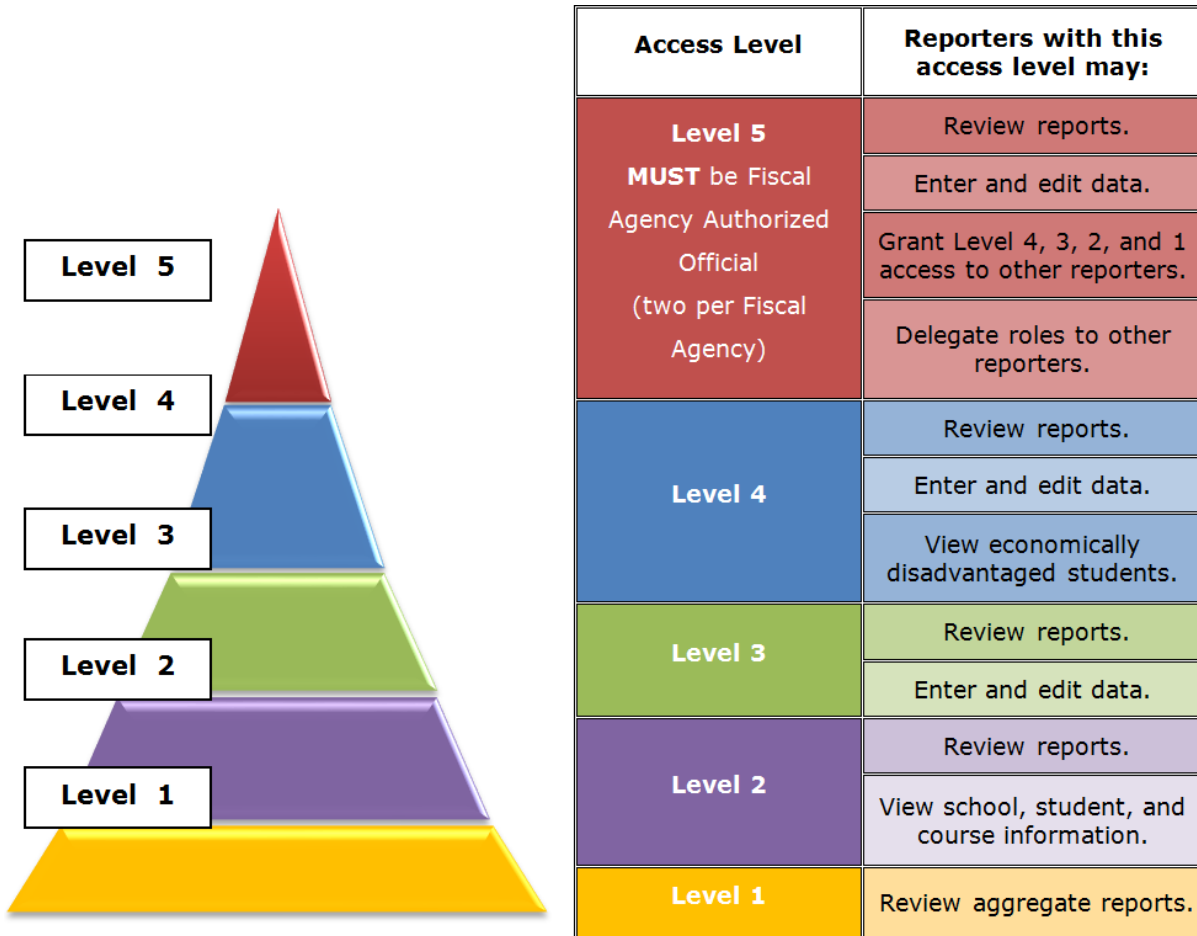 Level 5
Level 4
Level 3
Level 2
Level 1
Access Level
Reporters with this
access level may:
Level 5
MUST be Fiscal
Agency Authorized
Official
(two per Fiscal
Agency)
Review reports.
Enter and edit data.
Grant Level 4, 3, 2, and 1
access to other reporters.
Delegate roles to other
reporters.
Level 4
Review reports.
Enter and edit data.
View economically
disadvantaged students.
Level 3
Review reports.
Enter and edit data.
Level 2
Review reports.
View school, student, and
course information.
Level 1
Review aggregate reports.